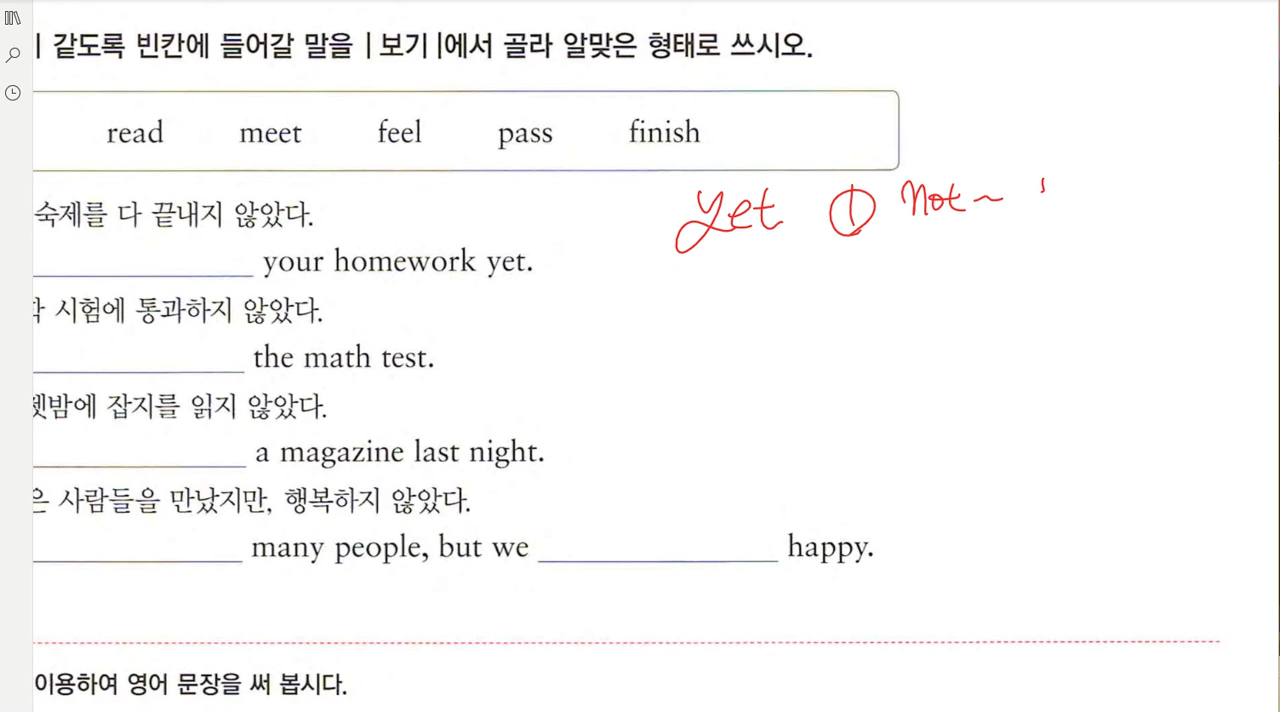 같도록 빈칸에 들어갈 말을 | 보기 |에서 골라 알맞은 형태로 쓰시오.
read meet feel pass finish
숙제를 다 끝내지 않았다.
yet ① not ~
your homework yet.
시험에 통과하지 않았다.
the math test.
잡지를 읽지 않았다.
a magazine last night.
사람들을 만났지만, 행복하지 않았다.
many people, but we happy.
이용하여 영어 문장을 써 봅시다.